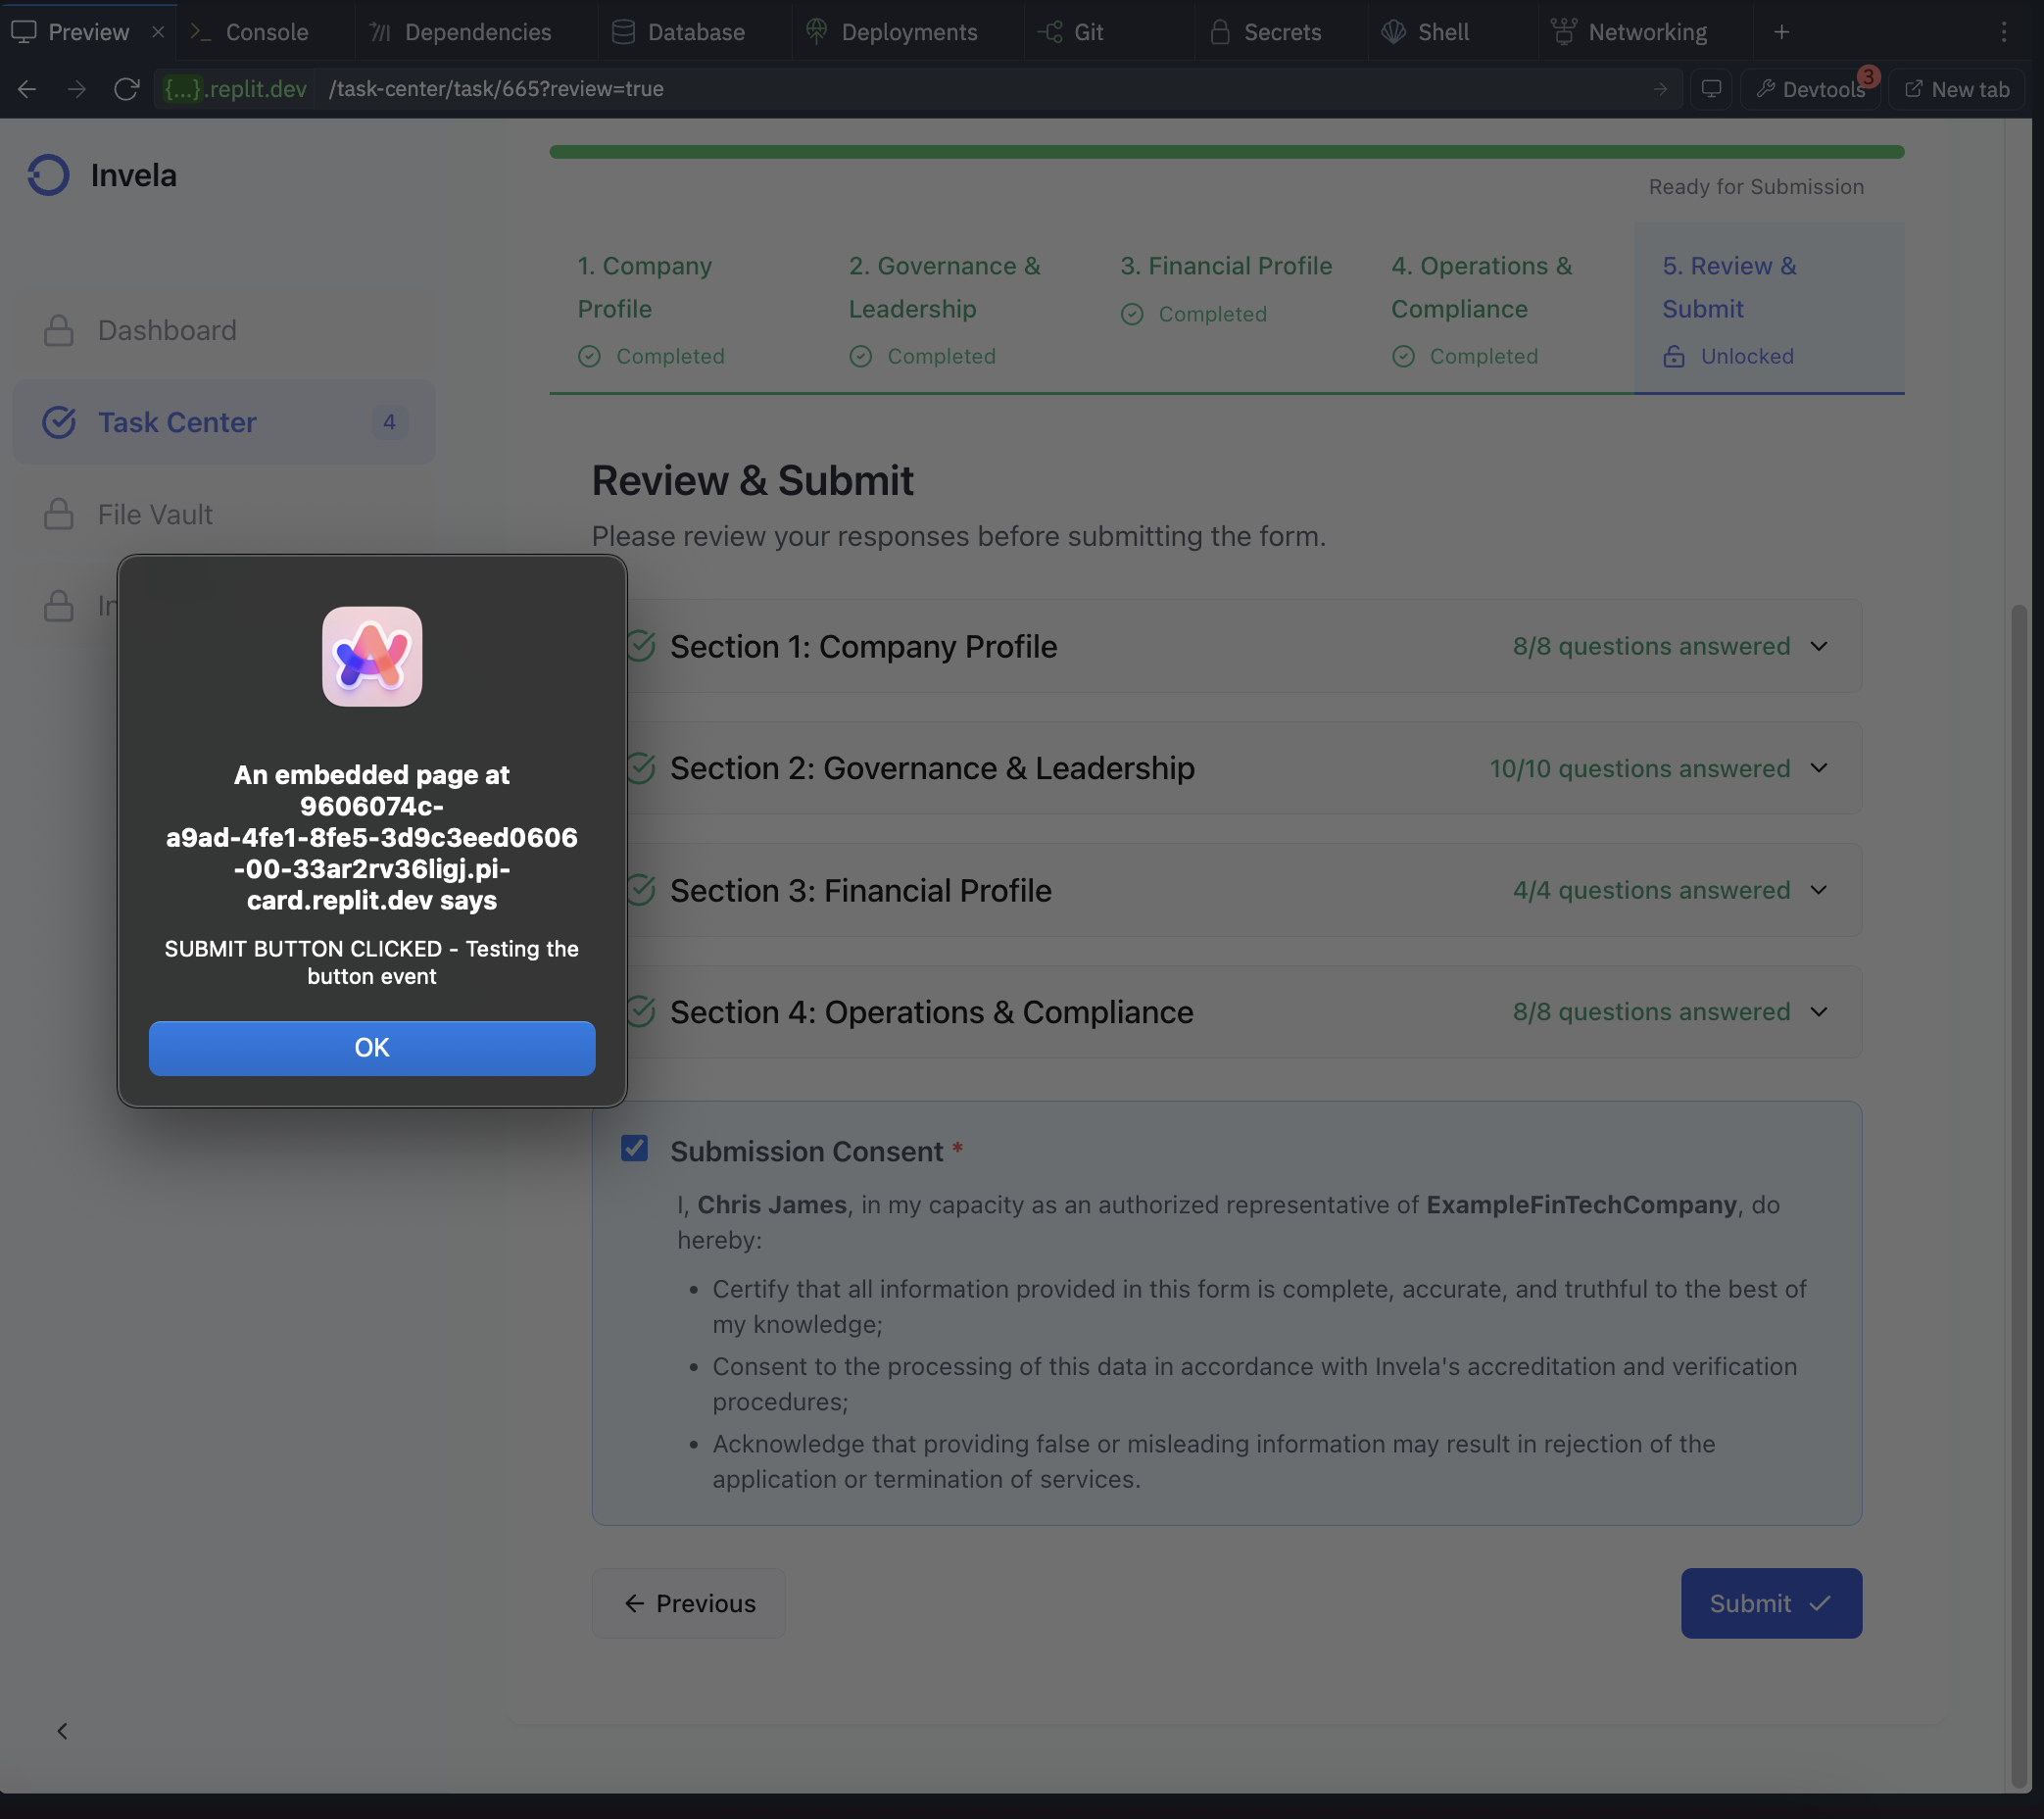 Preview
Console
Dependencies
Database
Deployments
Git
Secrets
Shell
Networking
{...}.replit.dev
/task-center/task/665?review=true
Devtools
3
New tab
Invela
Ready for Submission
1. Company
Profile
Completed
2. Governance &
Leadership
Completed
3. Financial Profile
Completed
4. Operations &
Compliance
Completed
5. Review &
Submit
Unlocked
Dashboard
Task Center
4
File Vault
Review & Submit
Please review your responses before submitting the form.
An embedded page at
9606074c-
a9ad-4fe1-8fe5-3d9c3eed0606
-00-33ar2rv36ligj.pi-
card.replit.dev says
SUBMIT BUTTON CLICKED - Testing the
button event
OK
Section 1: Company Profile
8/8 questions answered
Section 2: Governance & Leadership
10/10 questions answered
Section 3: Financial Profile
4/4 questions answered
Section 4: Operations & Compliance
8/8 questions answered
Submission Consent *
I, Chris James, in my capacity as an authorized representative of ExampleFinTechCompany, do
hereby:
• Certify that all information provided in this form is complete, accurate, and truthful to the best of
my knowledge;
• Consent to the processing of this data in accordance with Invela's accreditation and verification
procedures;
• Acknowledge that providing false or misleading information may result in rejection of the
application or termination of services.
Previous
Submit